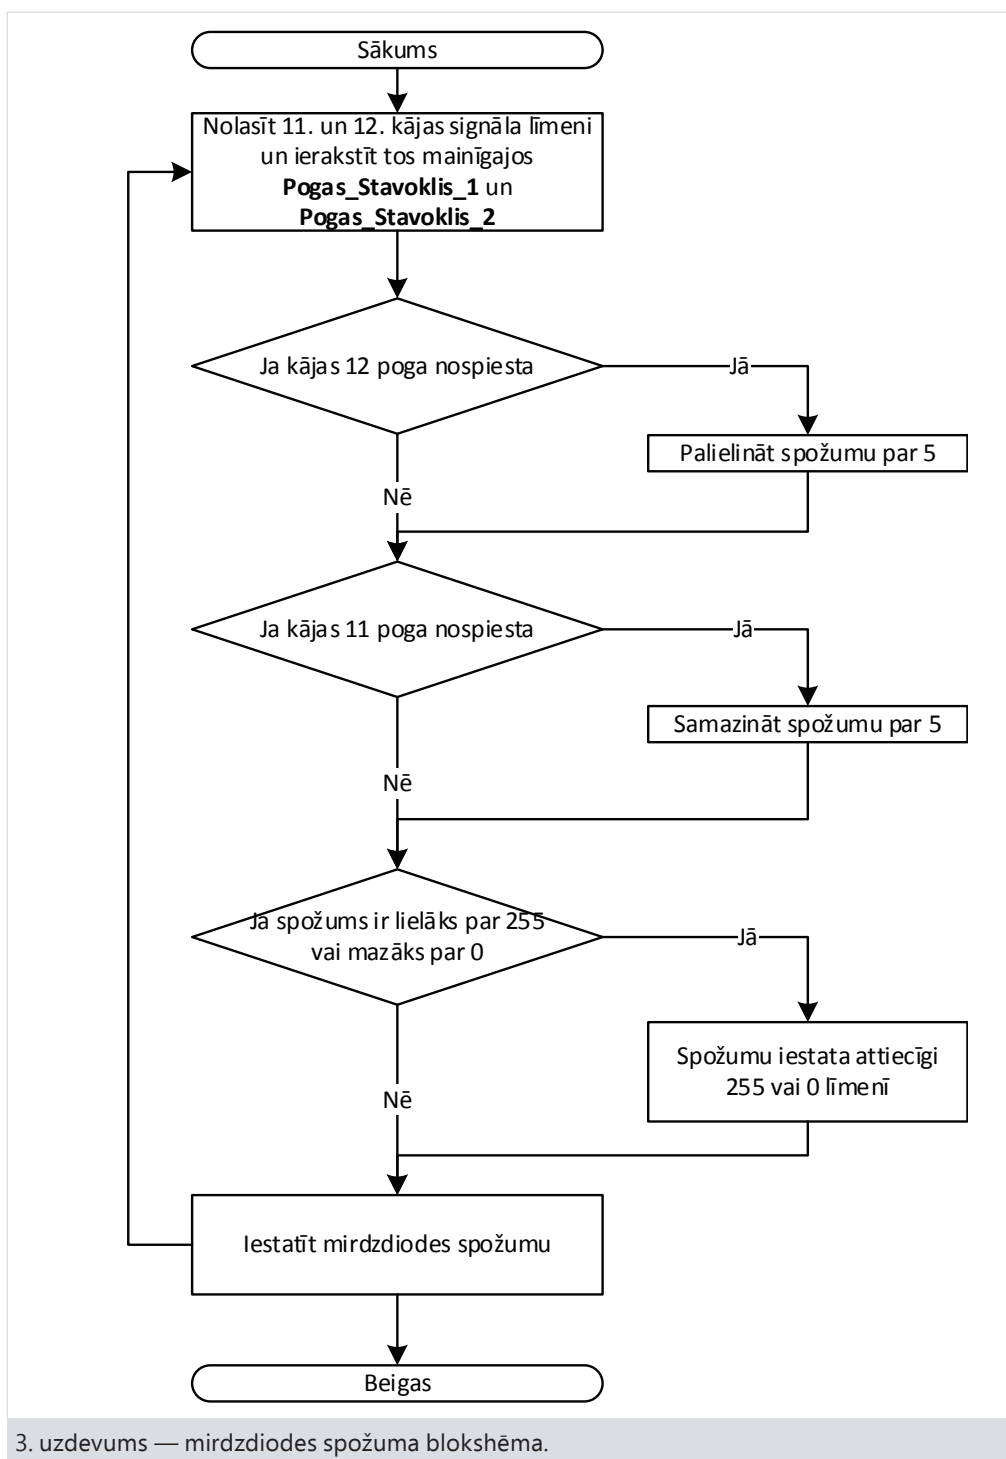 Sākums
Nolasīt 11. un 12. kājas signāla līmeni
un ierakstīt tos mainīgajos
Pogas_Stavoklis_1 un
Pogas_Stavoklis_2
Ja kājas 12 poga nospiesta
Jā
Palielināt spožumu par 5
Nē
Ja kājas 11 poga nospiesta
Jā
Samazināt spožumu par 5
Nē
Ja spožums ir lielāks par 255
vai mazāks par 0
Jā
Spožumu iestata attiecīgi
255 vai 0 līmenī
Nē
Iestatīt mirdzdiodes spožumu
Beigas
3. uzdevums — mirdzdiodes spožuma blokshēma.